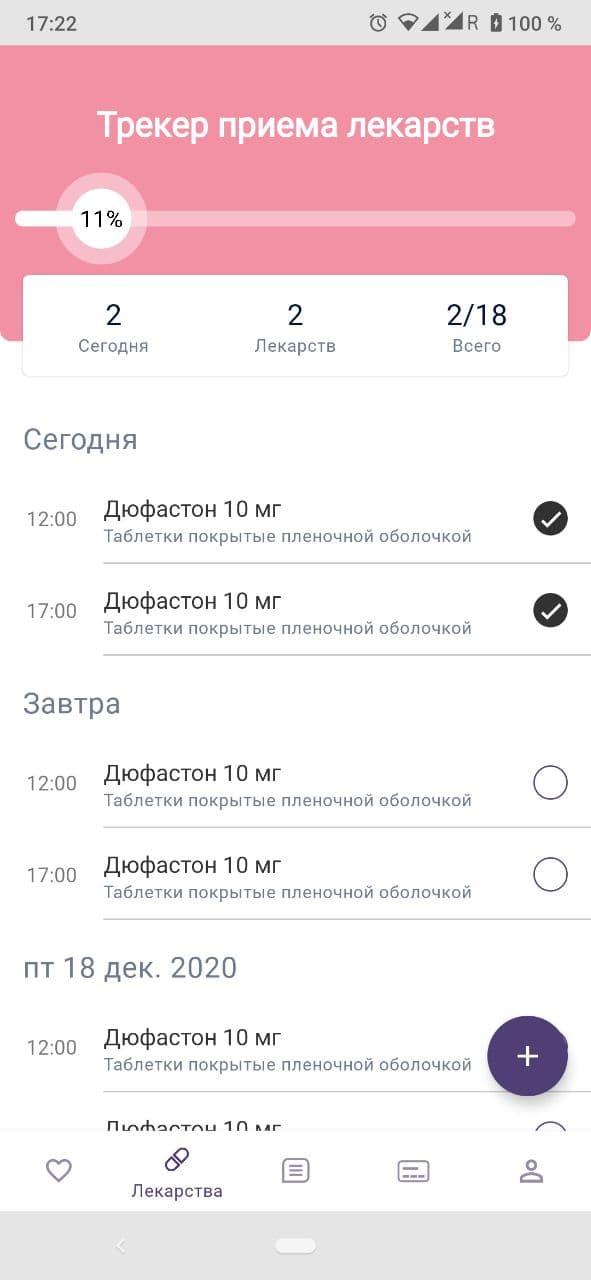 17:22
R 100 %
Трекер приема лекарств
11%
2 2 2/18
Сегодня Лекарств Всего
Сегодня
12:00 Дюфастон 10 мг
Таблетки покрытые пленочной оболочкой
17:00 Дюфастон 10 мг
Таблетки покрытые пленочной оболочкой
Завтра
12:00 Дюфастон 10 мг
Таблетки покрытые пленочной оболочкой
17:00 Дюфастон 10 мг
Таблетки покрытые пленочной оболочкой
пт 18 дек. 2020
12:00 Дюфастон 10 мг
Таблетки покрытые пленочной оболочкой
Дюфастон 10 мг
Лекарства